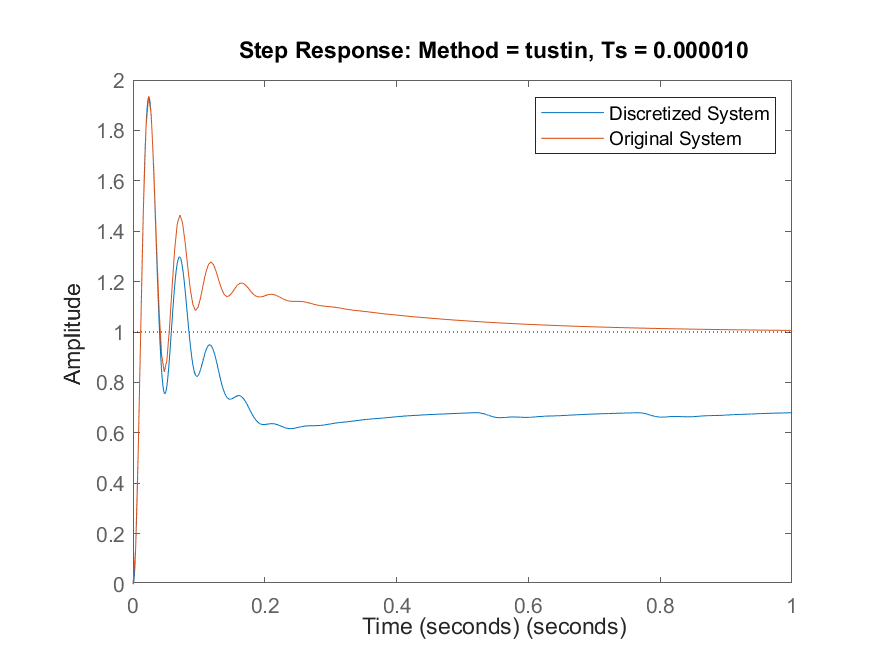 Step Response: Method = tustin, Ts = 0.000010
Discretized System
Original System
Amplitude
2
1.8
1.6
1.4
1.2
1
0.8
0.6
0.4
0.2
0
0 0.2 0.4 0.6 0.8 1
Time (seconds) (seconds)